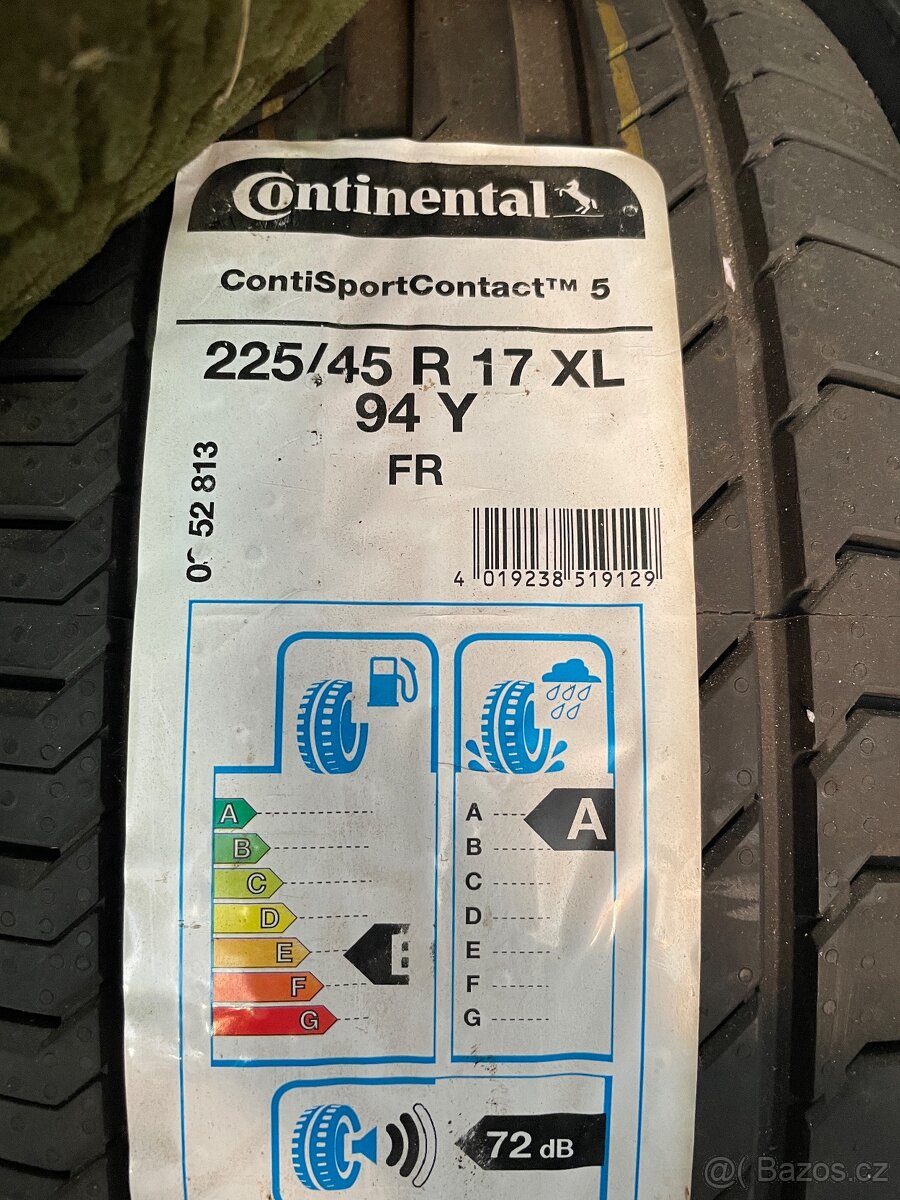 Continental
ContiSportContact™ 5
225/45 R 17 XL
94 Y
FR
52 813
4 019238 519129
A
B
C
D
E
F
G
E
A
B
C
D
E
F
G
A
72 dB
@( Bazos.cz